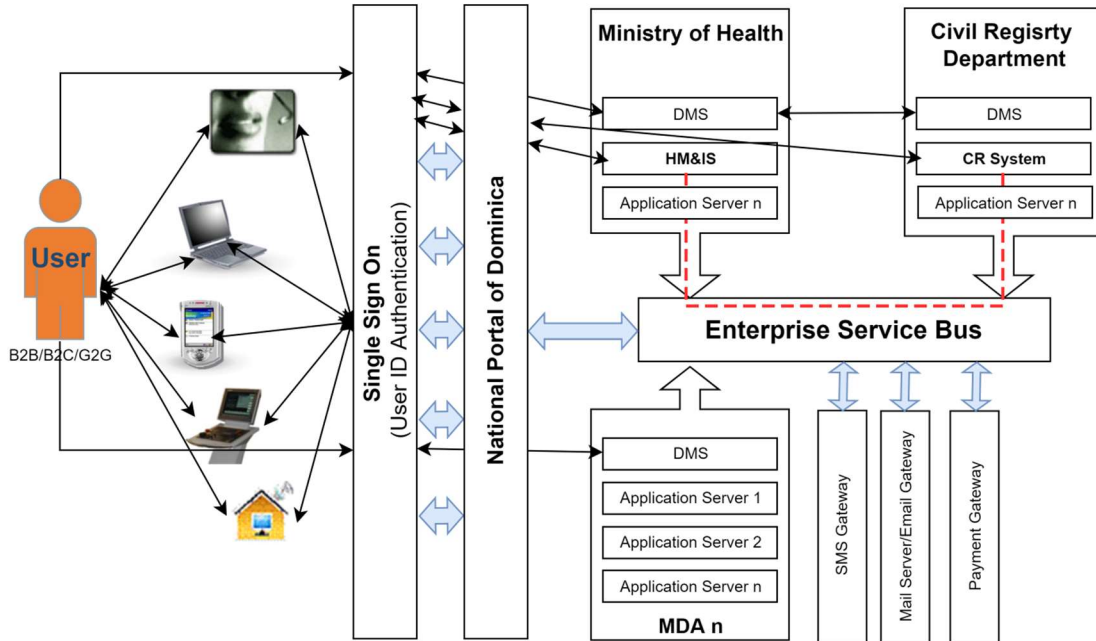 User
B2B/B2C/G2G
Single Sign On
(User ID Authentication)
National Portal of Dominica
Ministry of Health
DMS
HM&IS
Application Server n
Civil Regisrty
Department
DMS
CR System
Application Server n
Enterprise Service Bus
DMS
Application Server 1
Application Server 2
Application Server n
MDA n
SMS Gateway
Mail Server/Email Gateway
Payment Gateway